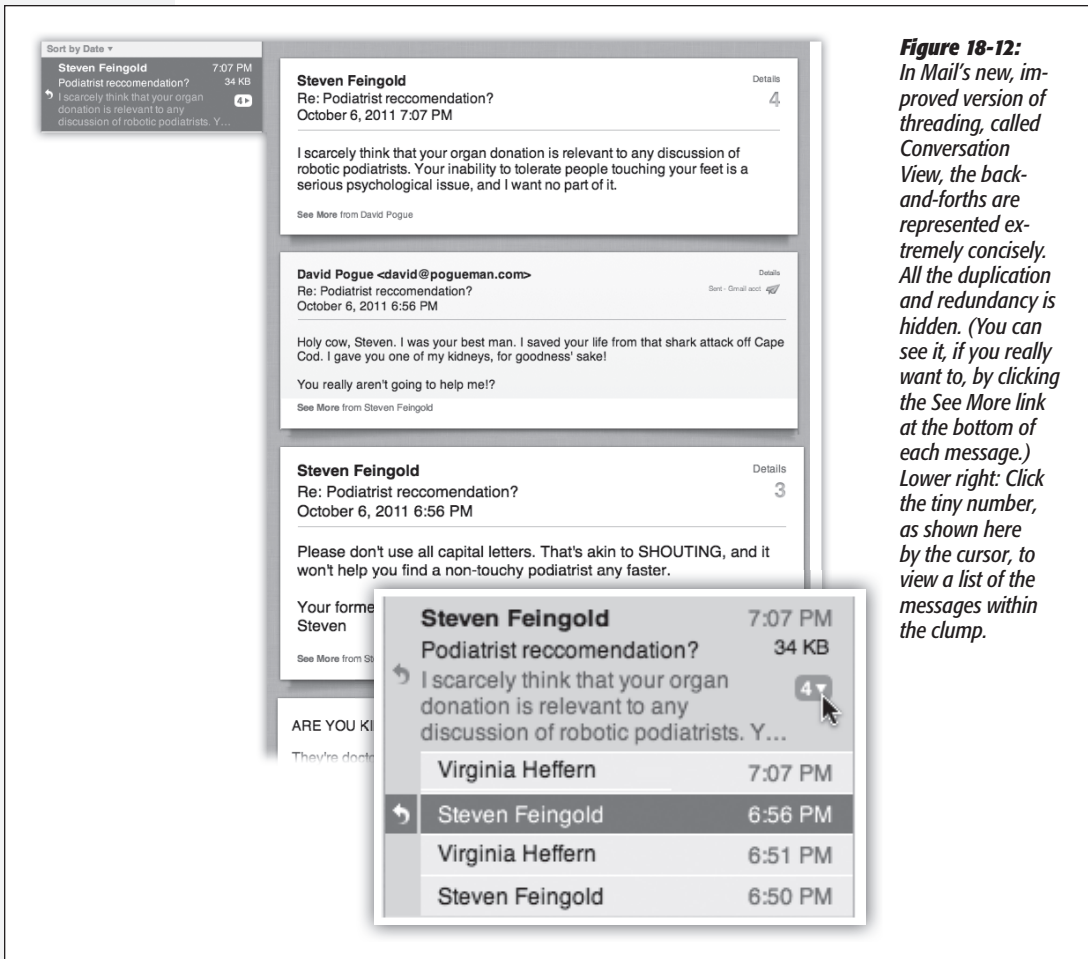 Sort by Date ▾
Steven Feingold 7:07 PM
Podiatrist reccomendation? 34 KB
I scarcely think that your organ
donation is relevant to any
discussion of robotic podiatrists. Y…
4
Steven Feingold Details
Re: Podiatrist reccomendation? 4
October 6, 2011 7:07 PM
I scarcely think that your organ donation is relevant to any discussion of
robotic podiatrists. Your inability to tolerate people touching your feet is a
serious psychological issue, and I want no part of it.
See More from David Pogue
David Pogue <david@pogueman.com> Details
Re: Podiatrist reccomendation? Sent - Gmail acct
October 6, 2011 6:56 PM
Holy cow, Steven. I was your best man. I saved your life from that shark attack off Cape
Cod. I gave you one of my kidneys, for goodness' sake!
You really aren't going to help me!?
See More from Steven Feingold
Steven Feingold Details
Re: Podiatrist reccomendation? 3
October 6, 2011 6:56 PM
Please don't use all capital letters. That's akin to SHOUTING, and it
won't help you find a non-touchy podiatrist any faster.
Your forme
Steven
See More from St
ARE YOU KI
They're docto
Steven Feingold 7:07 PM
Podiatrist reccomendation? 34 KB
I scarcely think that your organ
donation is relevant to any
discussion of robotic podiatrists. Y…
4
Virginia Heffern 7:07 PM
Steven Feingold 6:56 PM
Virginia Heffern 6:51 PM
Steven Feingold 6:50 PM
Figure 18-12:
In Mail's new, im-
proved version of
threading, called
Conversation
View, the back-
and-forths are
represented ex-
tremely concisely.
All the duplication
and redundancy is
hidden. (You can
see it, if you really
want to, by clicking
the See More link
at the bottom of
each message.)
Lower right: Click
the tiny number,
as shown here
by the cursor, to
view a list of the
messages within
the clump.